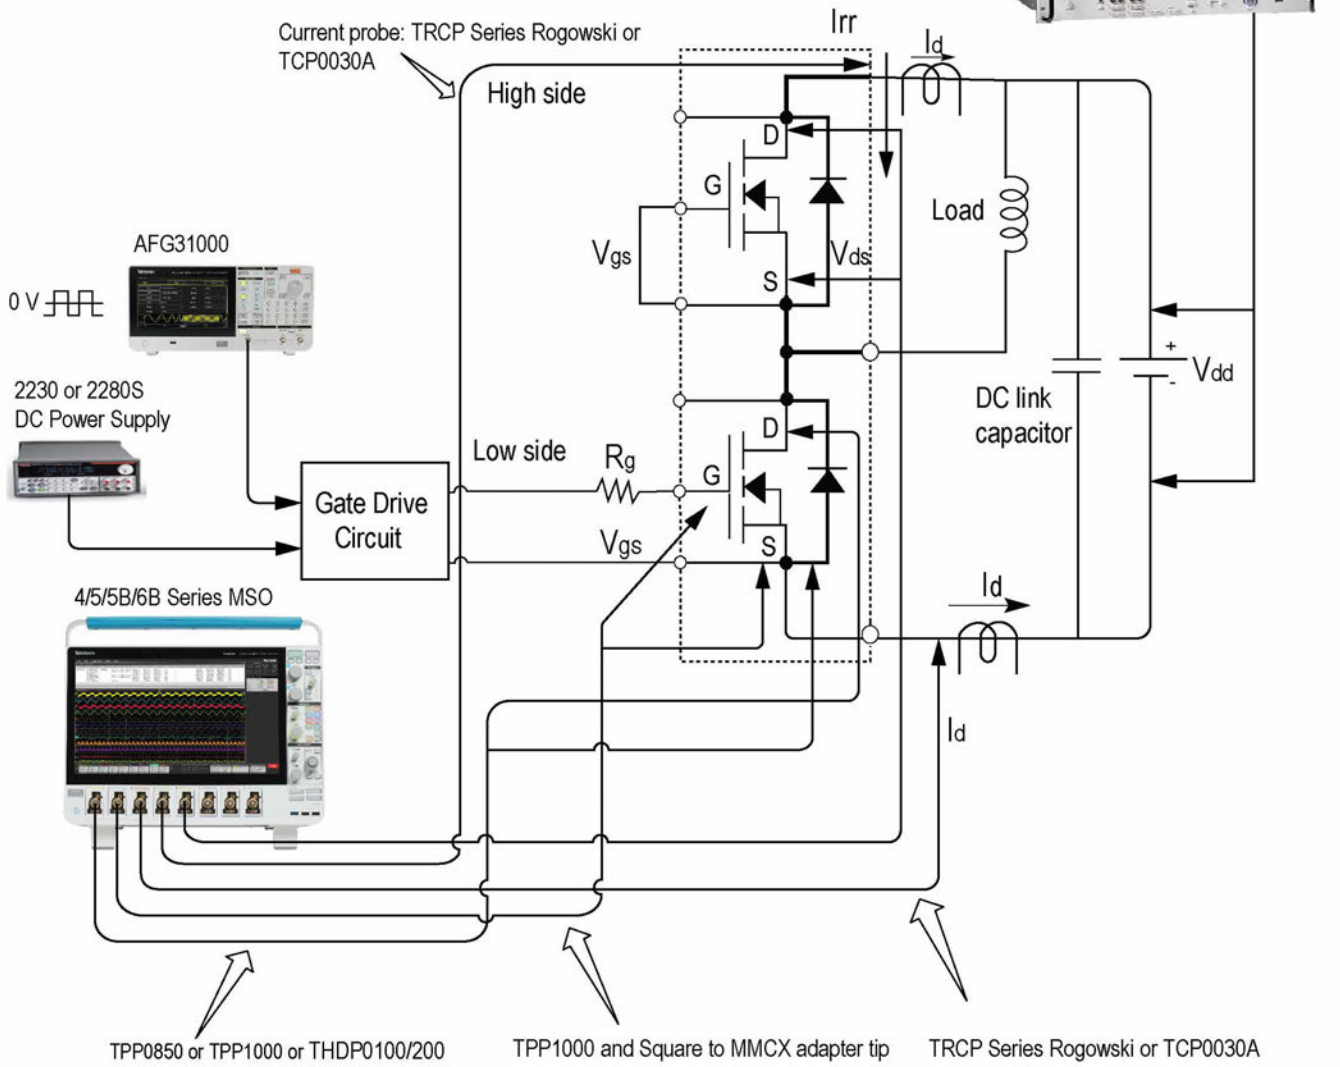 Irr
Id
Current probe: TRCP Series Rogowski or
TCP0030A
High side
D
G
Load
Vgs
Vds
S
AFG31000
0 V
+
-
Vdd
2230 or 2280S
DC Power Supply
DC link
capacitor
D
Low side
Rg
G
Gate Drive
Circuit
Vgs
S
Id
4/5/5B/6B Series MSO
Tektronix
Id
TPP0850 or TPP1000 or THDP0100/200
TPP1000 and Square to MMCX adapter tip
TRCP Series Rogowski or TCP0030A